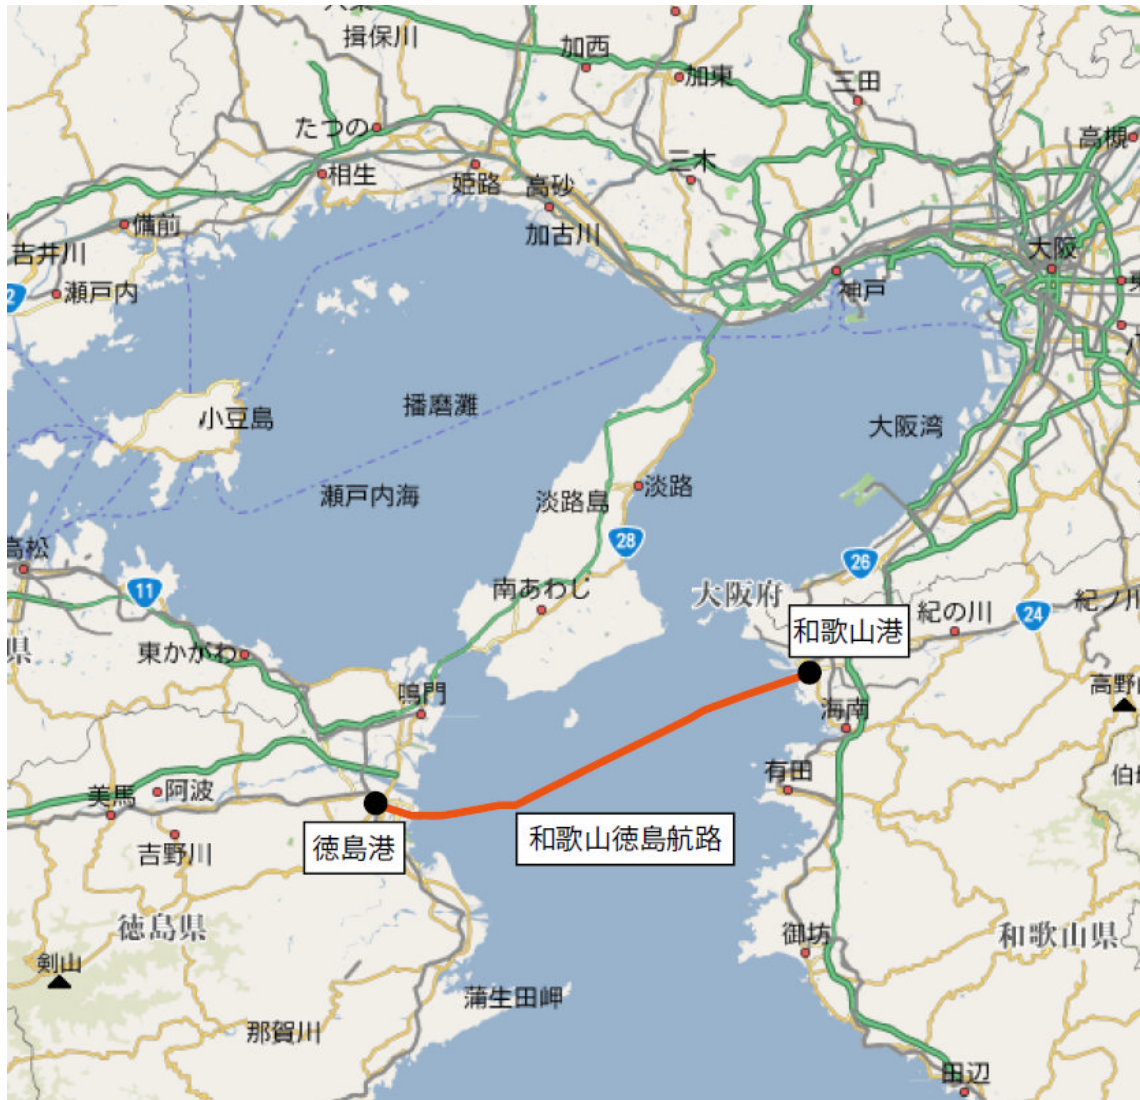 揖保川
加西
加東
三田
たつの
高槻
相生
姫路
高砂
三木
備前
加古川
大阪
吉井川
2
瀬戸内
神戸
小豆島
播磨灘
大阪湾
瀬戸内海
淡路島
淡路
高松
28
11
26
南あわじ
大阪府
紀の川
24
紀ノ川
和歌山港
県
東かがわ
鳴門
海南
高野山
有田
伯母
美馬
阿波
徳島港
和歌山徳島航路
吉野川
徳島県
御坊
和歌山県
剣山
蒲生田岬
那賀川
田辺